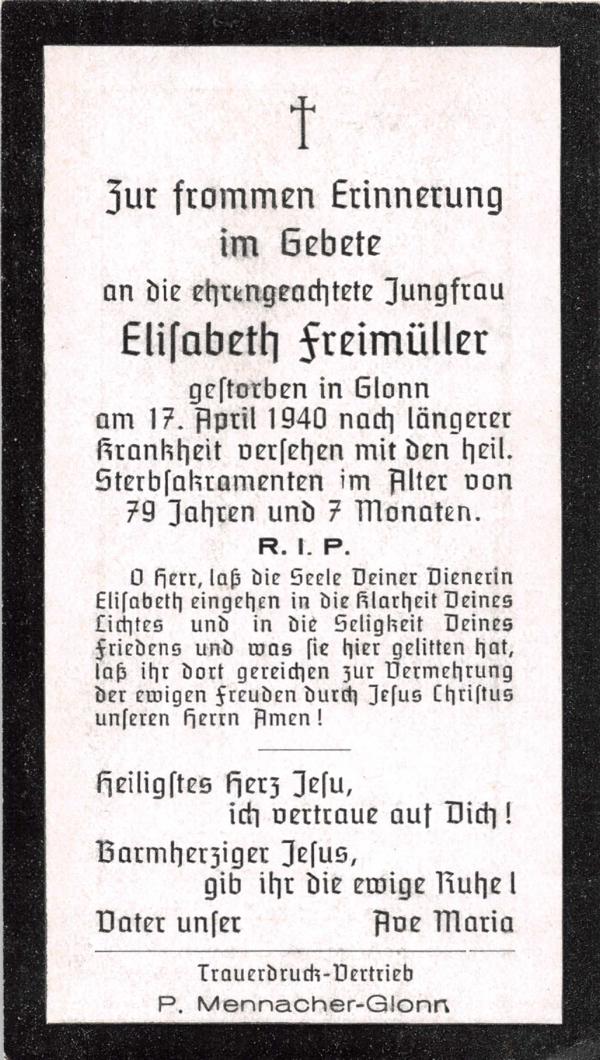 Zur frommen Erinnerung
im Gebete
an die ehrengeachtete Jungfrau
Eliſabeth Freimüller
geſtorben in Glonn
am 17. April 1940 nach längerer
Krankheit verſehen mit den heil.
Sterbſakramenten im Alter von
79 Jahren und 7 Monaten.
R. I. P.
O Herr, laß die Seele Deiner Dienerin
Eliſabeth eingehen in die Klarheit Deines
Lichtes und in die Seligkeit Deines
Friedens und was ſie hier gelitten hat,
laß ihr dort gereichen zur Vermehrung
der ewigen Freuden durch Jeſus Chriſtus
unſeren Herrn Amen!
Heiligſtes Herz Jeſu,
ich vertraue auf Dich!
Barmherziger Jeſus,
gib ihr die ewige Ruhe!
Vater unſer Ave Maria
Trauerdruck-Vertrieb
P. Mennacher-Glonn